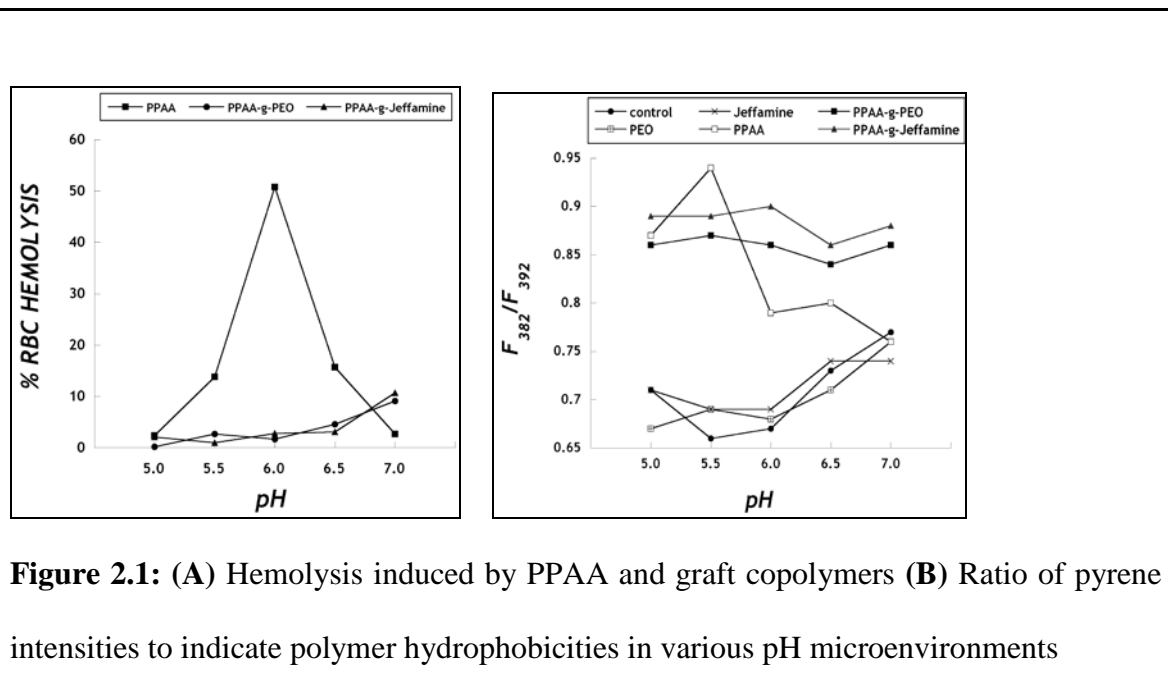 PPAA PPAA-g-PEO PPAA-g-Jeffamine
60
50
40
30
20
10
0
% RBC HEMOLYSIS
5.0 5.5 6.0 6.5 7.0
pH
control Jeffamine PPAA-g-PEO
PEO PPAA PPAA-g-Jeffamine
0.95
0.9
0.85
0.8
0.75
0.7
0.65
F382/F392
5.0 5.5 6.0 6.5 7.0
pH
Figure 2.1: (A) Hemolysis induced by PPAA and graft copolymers (B) Ratio of pyrene
intensities to indicate polymer hydrophobicities in various pH microenvironments